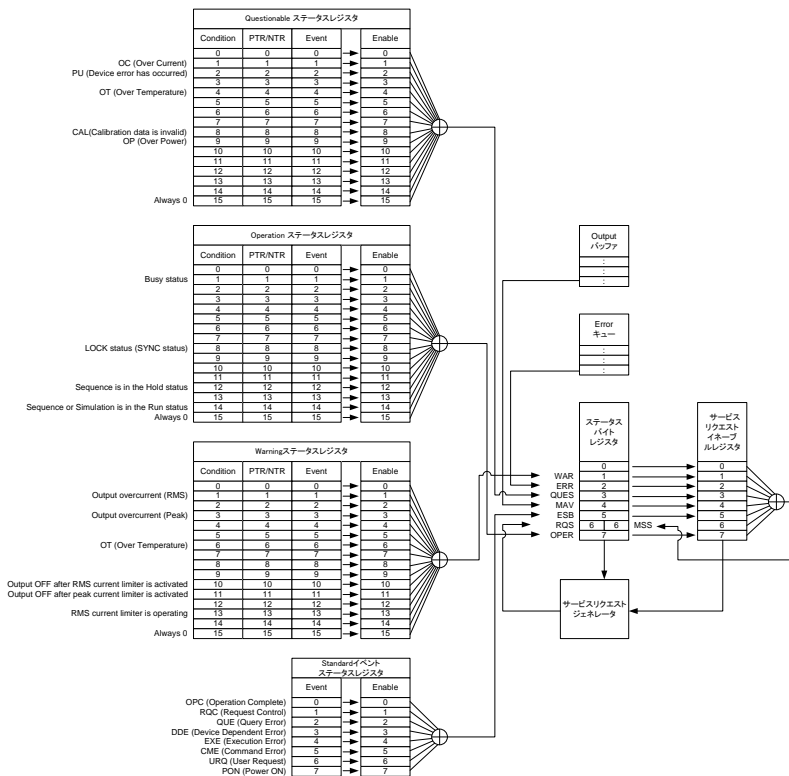 Questionable ステータスレジスタ
Condition PTR/NTR Event Enable
0 0 0 0
OC (Over Current) 1 1 1 1
PU (Device error has occurred) 2 2 2 2
3 3 3 3
OT (Over Temperature) 4 4 4 4
5 5 5 5
6 6 6 6
7 7 7 7
CAL(Calibration data is invalid) 8 8 8 8
OP (Over Power) 9 9 9 9
10 10 10 10
11 11 11 11
12 12 12 12
13 13 13 13
14 14 14 14
Always 0 15 15 15 15
Operation ステータスレジスタ
Condition PTR/NTR Event Enable
0 0 0 0
Busy status 1 1 1 1
2 2 2 2
3 3 3 3
4 4 4 4
5 5 5 5
6 6 6 6
7 7 7 7
LOCK status (SYNC status) 8 8 8 8
9 9 9 9
10 10 10 10
11 11 11 11
Sequence is in the Hold status 12 12 12 12
13 13 13 13
Sequence or Simulation is in the Run status 14 14 14 14
Always 0 15 15 15 15
Warningステータスレジスタ
Condition PTR/NTR Event Enable
0 0 0 0
Output overcurrent (RMS) 1 1 1 1
2 2 2 2
Output overcurrent (Peak) 3 3 3 3
4 4 4 4
5 5 5 5
OT (Over Temperature) 6 6 6 6
7 7 7 7
8 8 8 8
9 9 9 9
Output OFF after RMS current limiter is activated 10 10 10 10
Output OFF after peak current limiter is activated 11 11 11 11
12 12 12 12
RMS current limiter is operating 13 13 13 13
14 14 14 14
Always 0 15 15 15 15
Standardイベント
ステータスレジスタ
Event Enable
OPC (Operation Complete) 0 0
RQC (Request Control) 1 1
QUE (Query Error) 2 2
DDE (Device Dependent Error) 3 3
EXE (Execution Error) 4 4
CME (Command Error) 5 5
URQ (User Request) 6 6
PON (Power ON) 7 7
Output
バッファ
:
:
:
Error
キュー
:
:
:
ステータス
バイト
レジスタ
サービス
リクエスト
イネーブ
ルレジスタ
0 0
WAR 1 1
ERR 2 2
QUES 3 3
MAV 4 4
ESB 5 5
RQS 6 6 MSS 6
OPER 7 7
サービスリクエスト
ジェネレータ